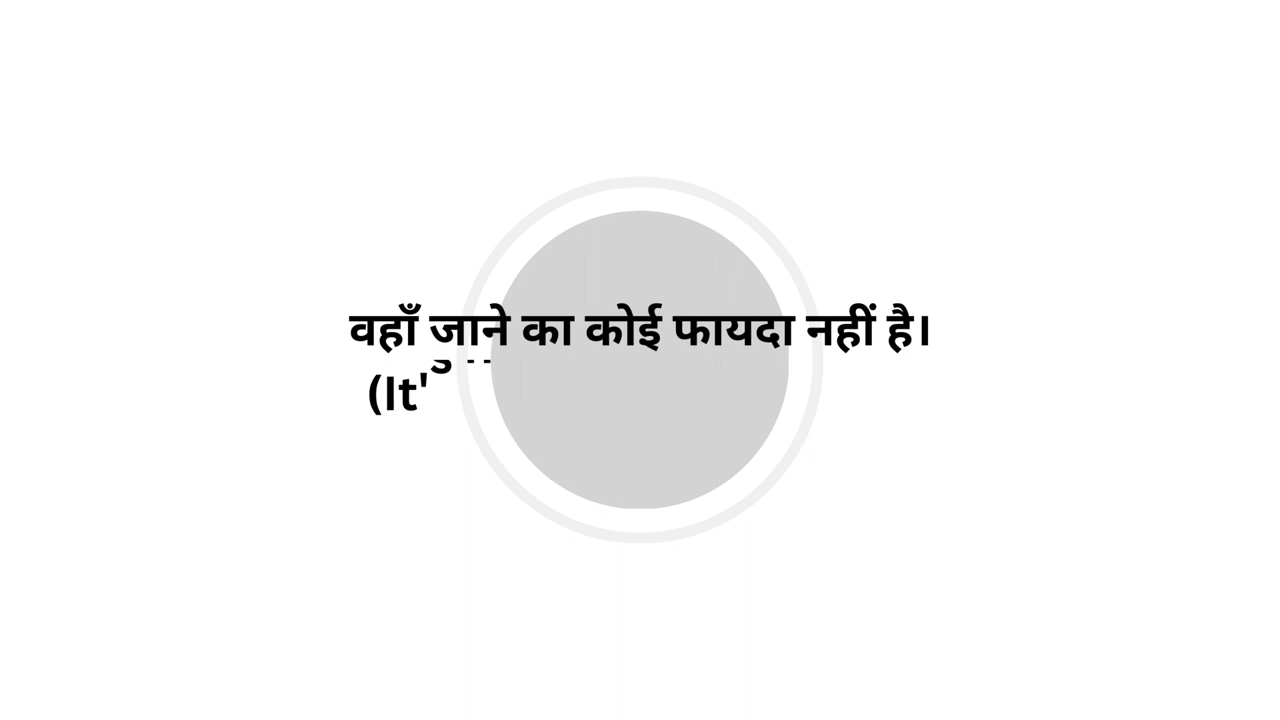 वहाँ जाने का कोई फायदा नहीं है।
(It's